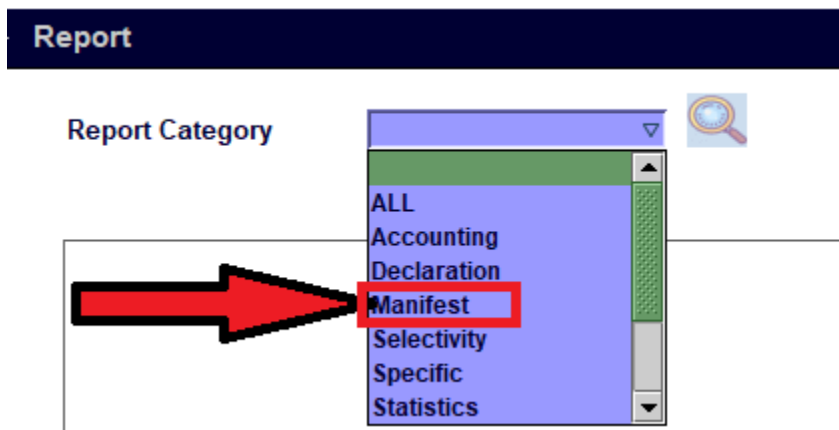 Report
Report Category
ALL
Accounting
Declaration
Manifest
Selectivity
Specific
Statistics